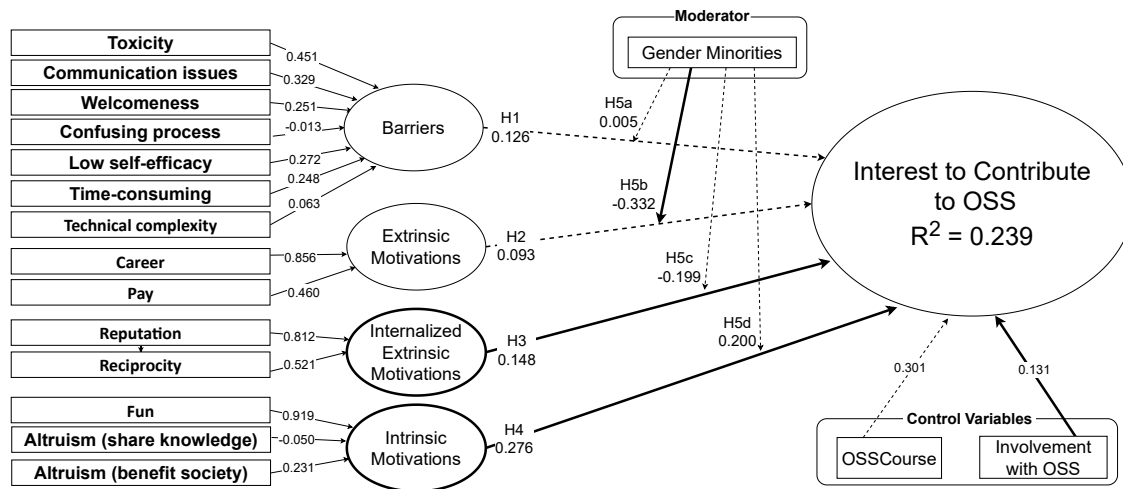 Moderator
Gender Minorities
Toxicity
Communication issues
Welcomeness
Confusing process
Low self-efficacy
Time-consuming
Technical complexity
0.451
0.329
0.251
-0.013
0.272
0.248
0.063
Barriers
H1
0.126
H5a
0.005
H5b
-0.332
H5c
-0.199
H5d
0.200
Career
Pay
0.856
0.460
Extrinsic
Motivations
H2
0.093
Reputation
Reciprocity
0.812
0.521
Internalized
Extrinsic
Motivations
H3
0.148
Fun
Altruism (share knowledge)
Altruism (benefit society)
0.919
-0.050
0.231
Intrinsic
Motivations
H4
0.276
Interest to Contribute
to OSS
R² = 0.239
0.301
0.131
Control Variables
OSSCourse
Involvement
with OSS